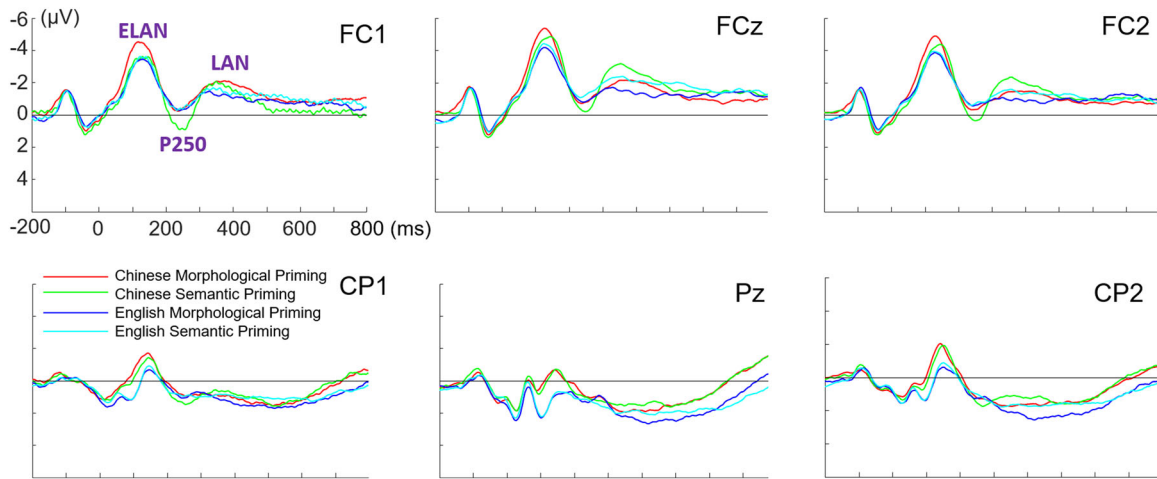 -6 (μV)
-4
-2
0
2
4
-200 0 200 400 600 800 (ms)
ELAN
LAN
P250
FC1
FCz
FC2
Chinese Morphological Priming
Chinese Semantic Priming
English Morphological Priming
English Semantic Priming
CP1
Pz
CP2